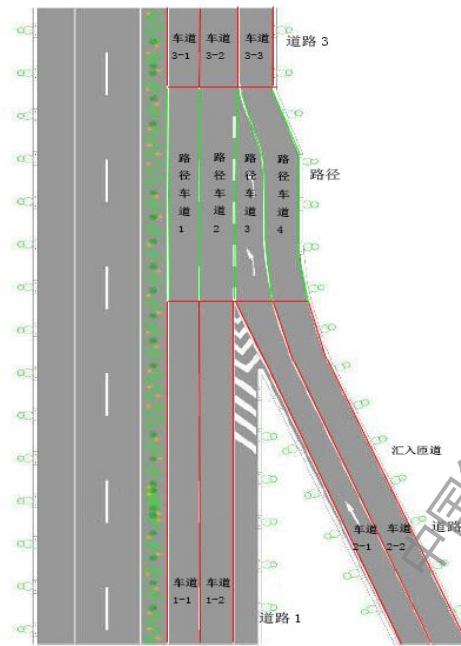 车道 3-1
车道 3-2
车道 3-3
道路 3
路径车道 1
路径车道 2
路径车道 3
路径车道 4
路径
汇入匝道
车道 2-1
车道 2-2
道路
车道 1-1
车道 1-2
道路 1
中国